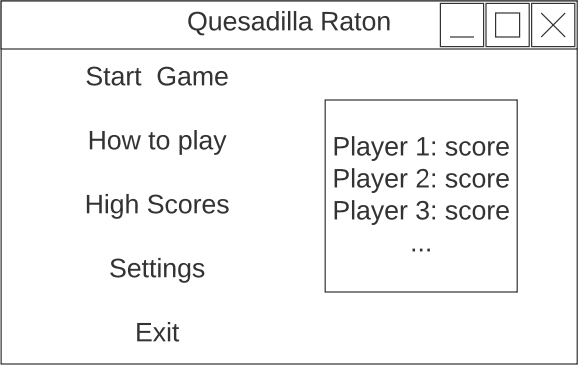 Quesadilla Raton
Start  Game
How to play
High Scores
Settings
Exit
Player 1: score
Player 2: score
Player 3: score
...